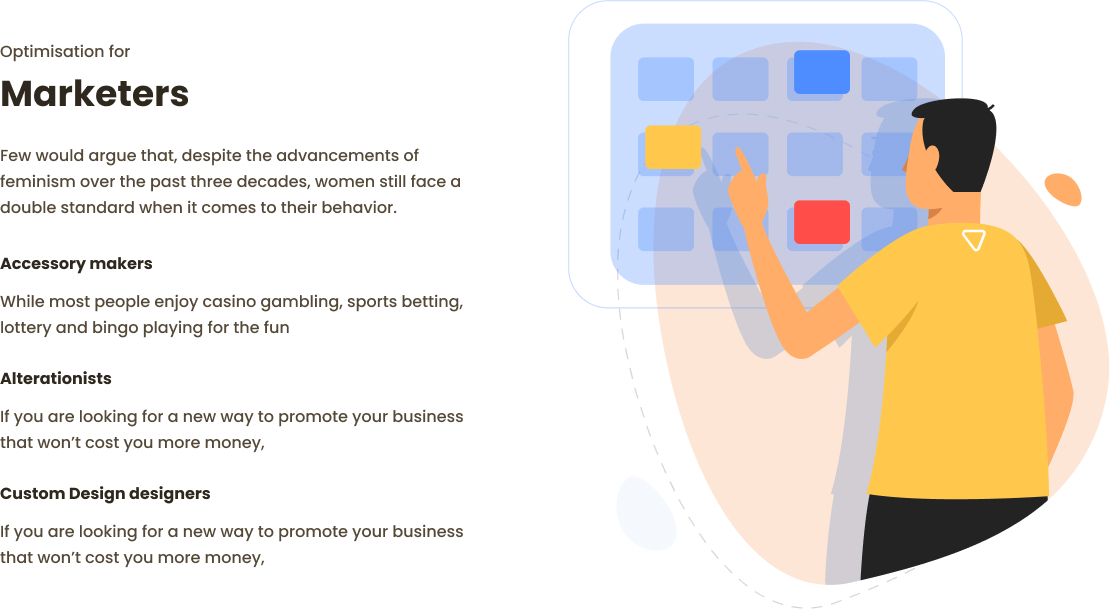 Optimisation for
Marketers
Few would argue that, despite the advancements of
feminism over the past three decades, women still face a
double standard when it comes to their behavior.
Accessory makers
While most people enjoy casino gambling, sports betting,
lottery and bingo playing for the fun
Alterationists
If you are looking for a new way to promote your business
that won’t cost you more money,
Custom Design designers
If you are looking for a new way to promote your business
that won’t cost you more money,